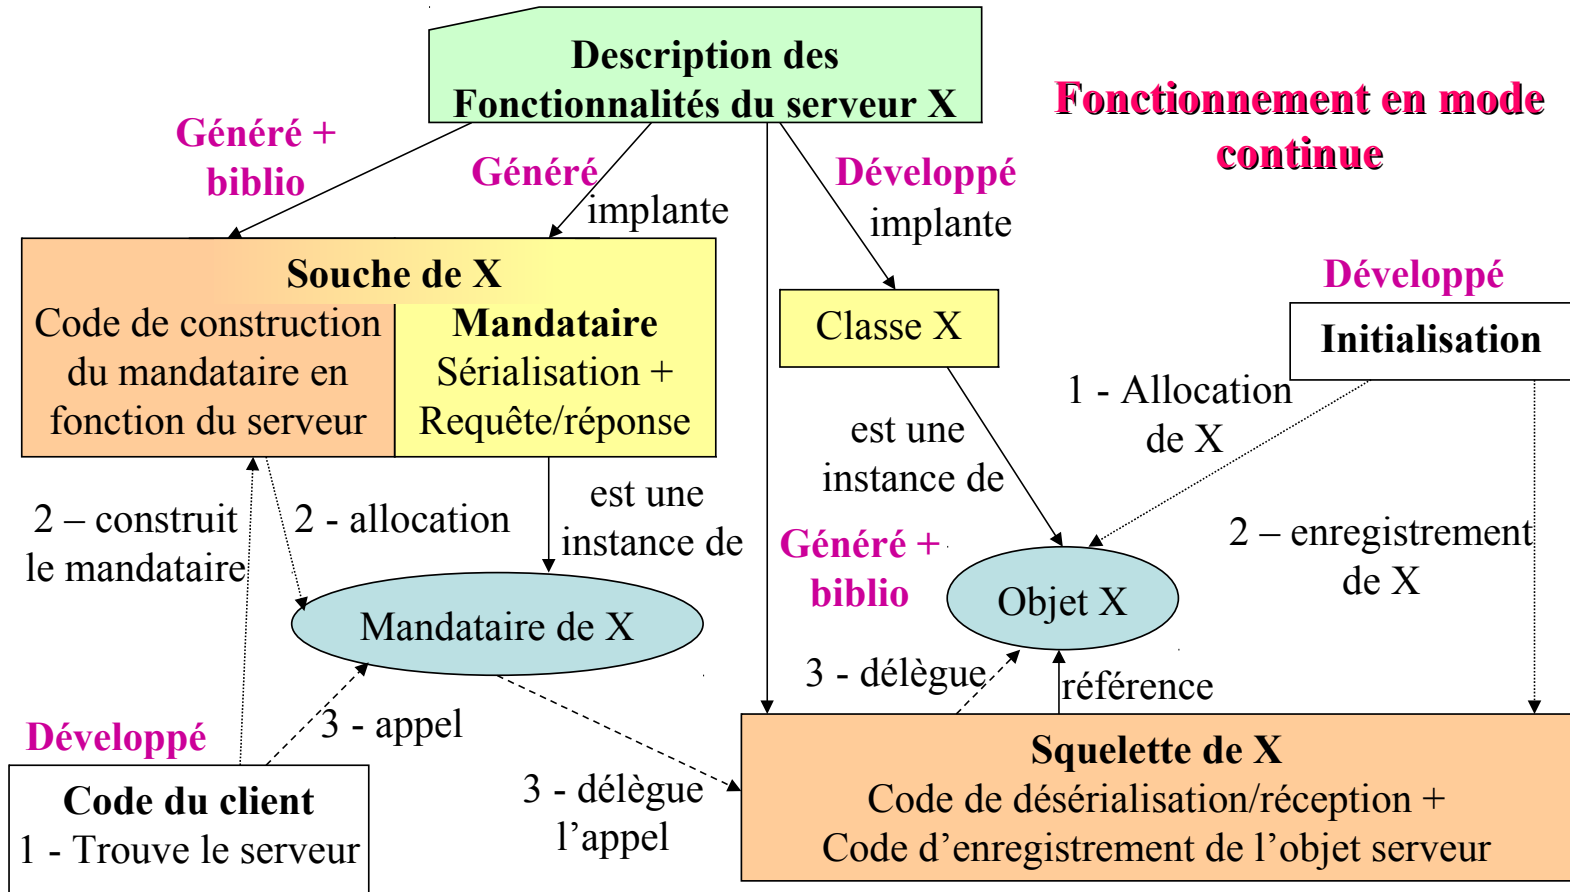 Description des
Fonctionnalités du serveur X
Fonctionnement en mode
continue
Généré +
biblio
Généré
implante
Développé
implante
Souche de X
Code de construction
du mandataire en
fonction du serveur
Mandataire
Sérialisation +
Requête/réponse
Classe X
Développé
Initialisation
1 - Allocation
de X
est une
instance de
2 – construit
le mandataire
2 - allocation
est une
instance de
Généré +
biblio
2 – enregistrement
de X
Mandataire de X
Objet X
3 - délègue
référence
Développé
3 - appel
Code du client
1 - Trouve le serveur
3 - délègue
l’appel
Squelette de X
Code de désérialisation/réception +
Code d’enregistrement de l’objet serveur